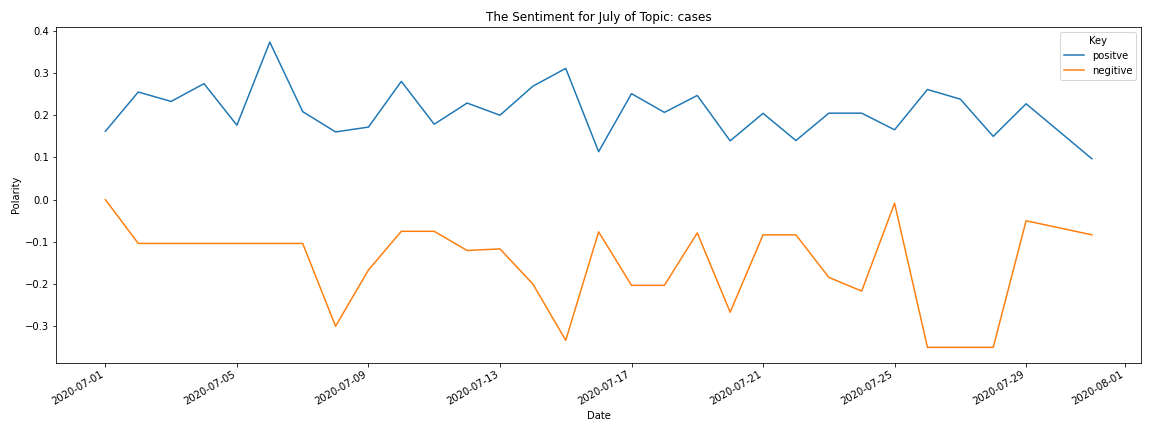 The Sentiment for July of Topic: cases
Key
positve
negitive
Polarity
0.4
0.3
0.2
0.1
0.0
−0.1
−0.2
−0.3
2020-07-01
2020-07-05
2020-07-09
2020-07-13
2020-07-17
2020-07-21
2020-07-25
2020-07-29
2020-08-01
Date